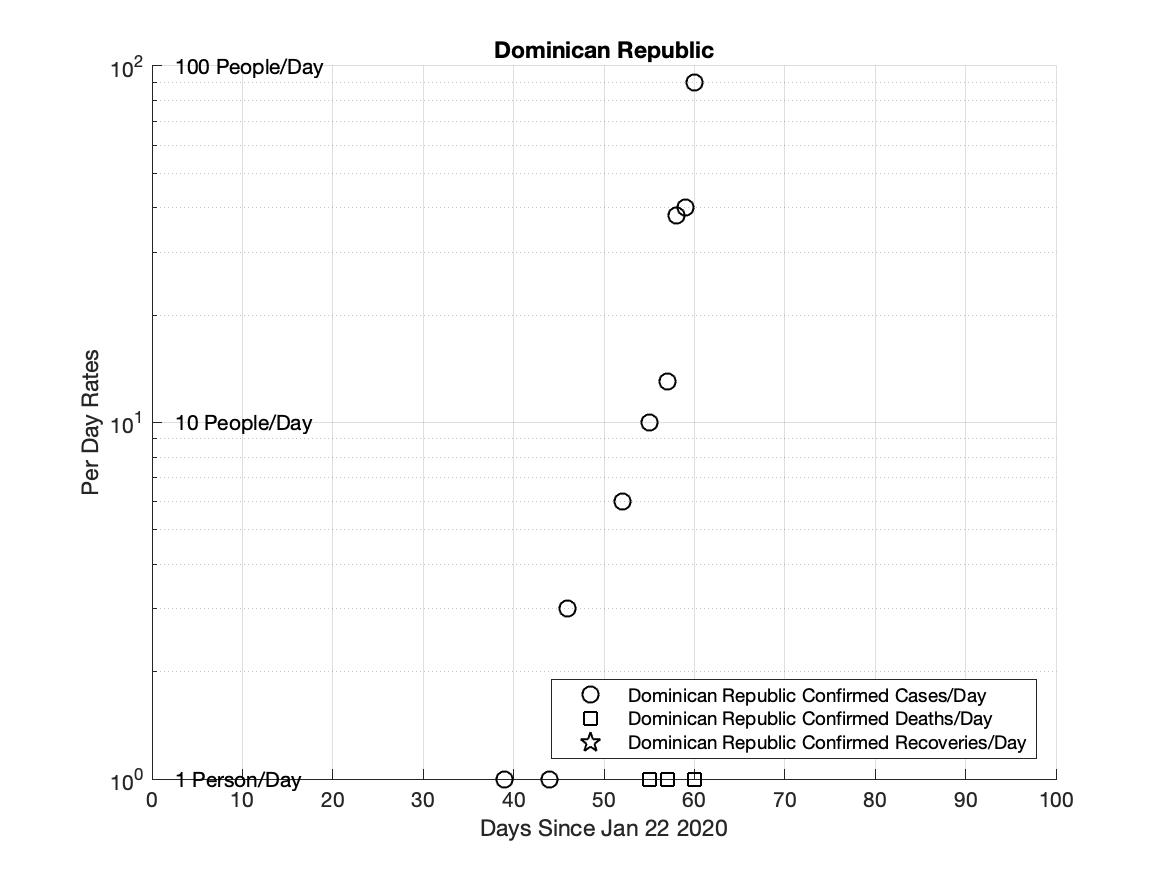 Dominican Republic
10^2
100 People/Day
10^1
10 People/Day
Per Day Rates
Dominican Republic Confirmed Cases/Day
Dominican Republic Confirmed Deaths/Day
Dominican Republic Confirmed Recoveries/Day
10^0
1 Person/Day
0 10 20 30 40 50 60 70 80 90 100
Days Since Jan 22 2020